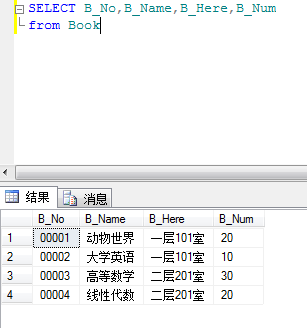 SELECT B_No,B_Name,B_Here,B_Num
from Book
结果 消息
B_No B_Name B_Here B_Num
1 00001 动物世界 一层101室 20
2 00002 大学英语 一层101室 10
3 00003 高等数学 二层201室 30
4 00004 线性代数 二层201室 20